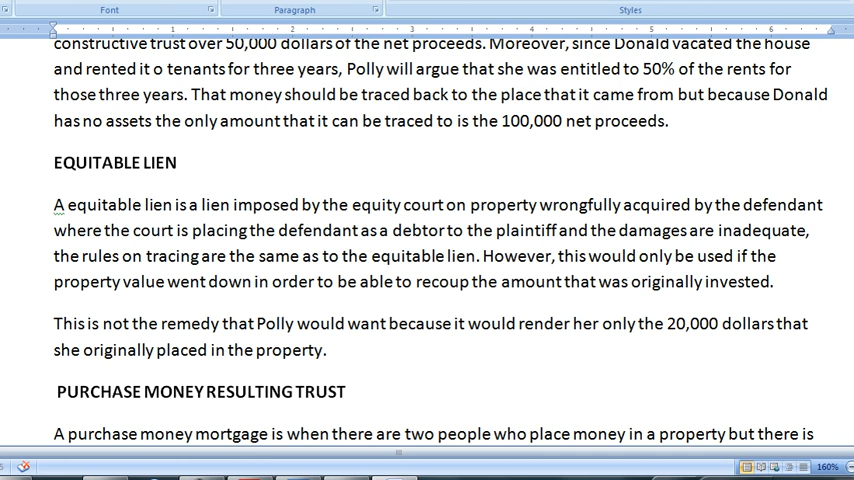 Font Paragraph Styles
1 2 3 4 5 6
constructive trust over 50,000 dollars of the net proceeds. Moreover, since Donald vacated the house
and rented it o tenants for three years, Polly will argue that she was entitled to 50% of the rents for
those three years. That money should be traced back to the place that it came from but because Donald
has no assets the only amount that it can be traced to is the 100,000 net proceeds.
EQUITABLE LIEN
A equitable lien is a lien imposed by the equity court on property wrongfully acquired by the defendant
where the court is placing the defendant as a debtor to the plaintiff and the damages are inadequate,
the rules on tracing are the same as to the equitable lien. However, this would only be used if the
property value went down in order to be able to recoup the amount that was originally invested.
This is not the remedy that Polly would want because it would render her only the 20,000 dollars that
she originally placed in the property.
PURCHASE MONEY RESULTING TRUST
A purchase money mortgage is when there are two people who place money in a property but there is
160%